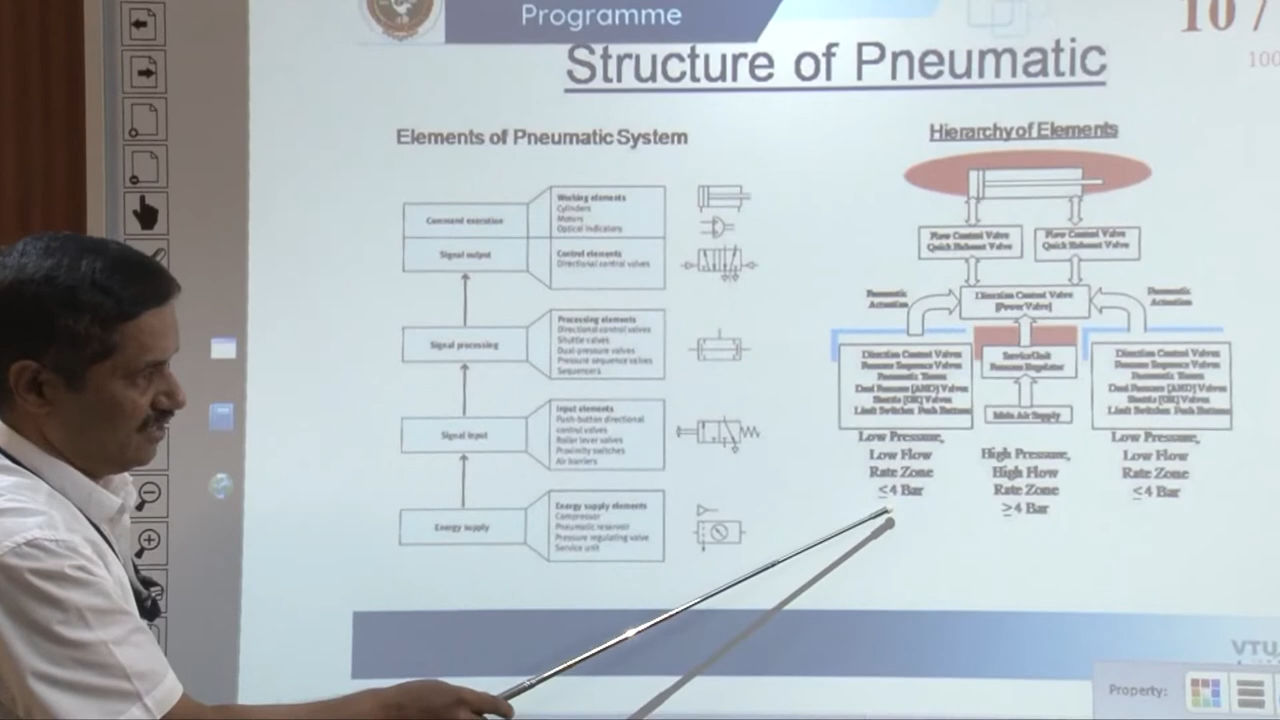 Programme
10 /
100
Structure of Pneumatic
Elements of Pneumatic System
Command execution
Working elements
Cylinders
Motors
Optical indicators
Signal output
Control elements
Directional control valves
Signal processing
Processing elements
Directional control valves
Shuttle valves
Dual-pressure valves
Pressure sequence valves
Sequencers
Signal input
Input elements
Push-button directional
control valves
Roller lever valves
Proximity switches
Air barriers
Energy supply
Energy supply elements
Compressor
Pneumatic reservoir
Pressure regulating valve
Service unit
Hierarchy of Elements
Flow Control Valve
Quick Exhaust Valve
Flow Control Valve
Quick Exhaust Valve
Pneumatic
Actuation
Direction Control Valve
[Power Valve]
Pneumatic
Actuation
Direction Control Valves
Pressure Sequence Valves
Pneumatic Timers
Dual Pressure [AND] Valves
Shuttle [OR] Valves
Limit Switches Push Buttons
Service Unit
Pressure Regulator
Main Air Supply
Direction Control Valves
Pressure Sequence Valves
Pneumatic Timers
Dual Pressure [AND] Valves
Shuttle [OR] Valves
Limit Switches Push Buttons
Low Pressure,
Low Flow
Rate Zone
≤4 Bar
High Pressure,
High Flow
Rate Zone
≥4 Bar
Low Pressure,
Low Flow
Rate Zone
≤4 Bar
VTU
Property: